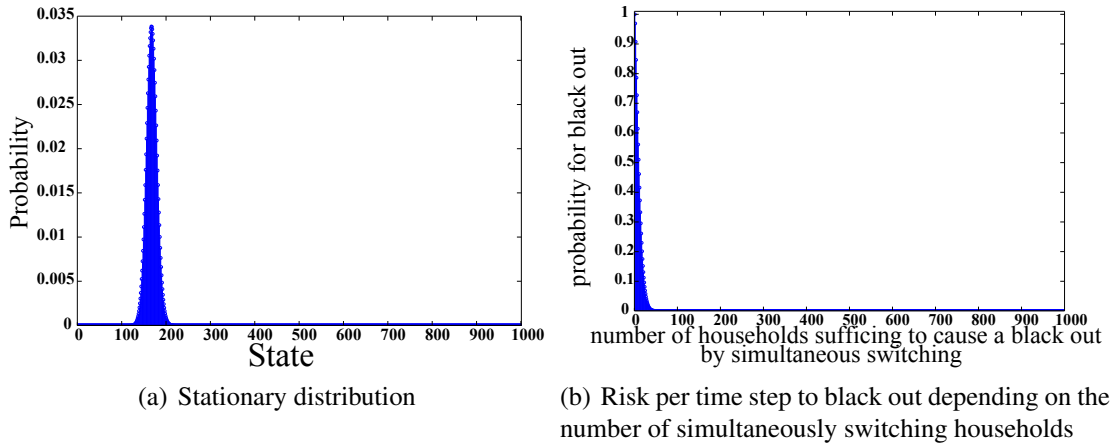 0.035
0.03
0.025
0.02
0.015
0.01
0.005
0
Probability
0 100 200 300 400 500 600 700 800 900 1000
State
(a) Stationary distribution
1
0.9
0.8
0.7
0.6
0.5
0.4
0.3
0.2
0.1
0
probability for black out
0 100 200 300 400 500 600 700 800 900 1000
number of households sufficing to cause a black out
by simultaneous switching
(b) Risk per time step to black out depending on the
number of simultaneously switching households